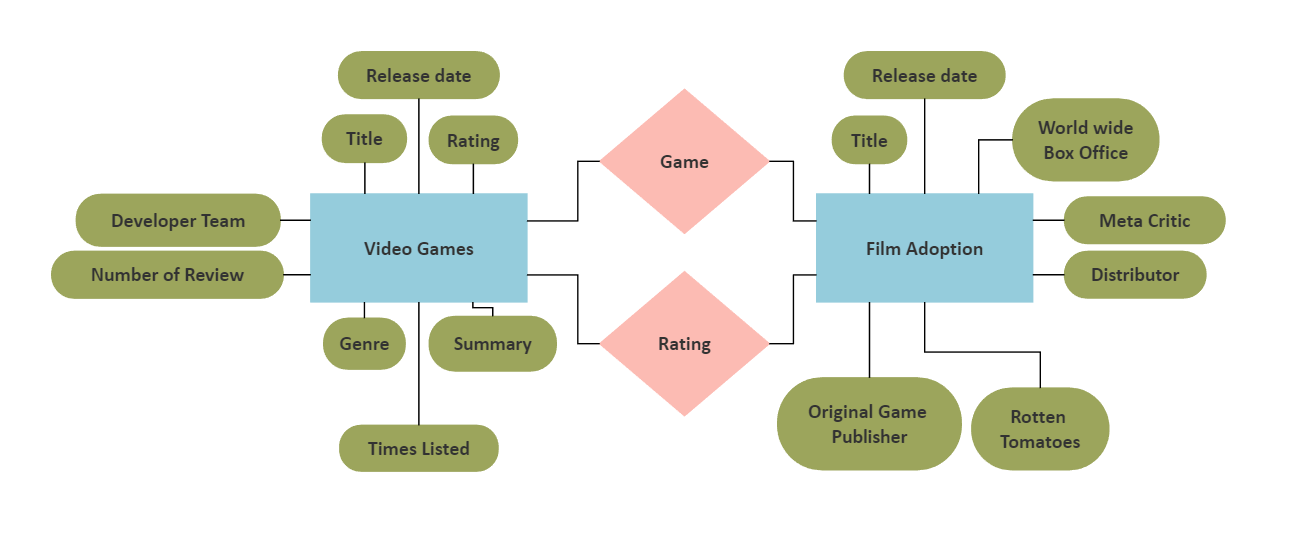 Release date
Title
Rating
Developer Team
Number of Review
Video Games
Genre
Summary
Times Listed
Game
Rating
Release date
Title
World wide
Box Office
Meta Critic
Film Adoption
Distributor
Original Game
Publisher
Rotten
Tomatoes